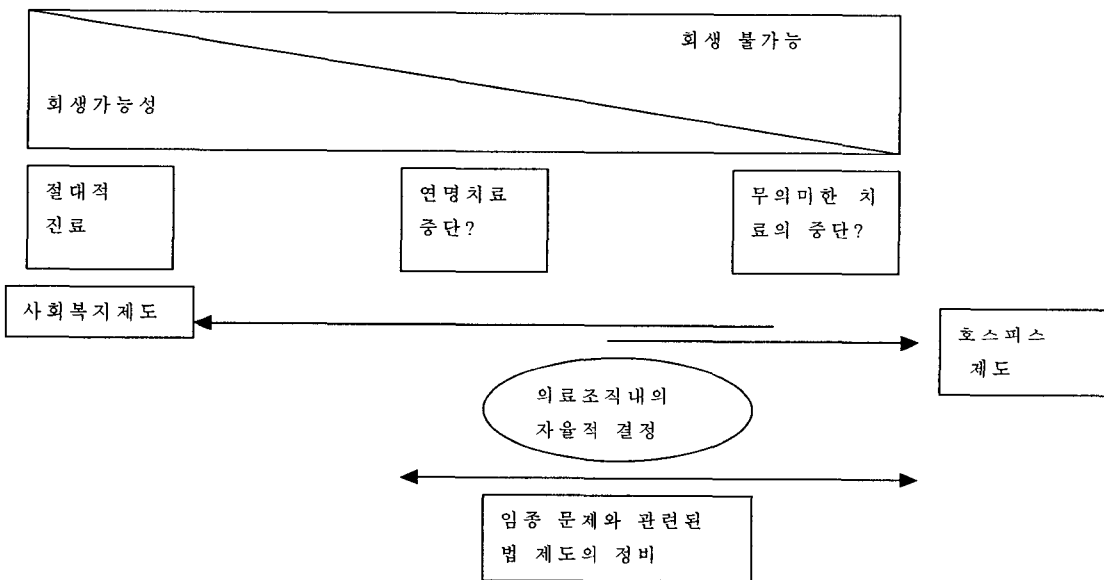 회생 불가능
회생가능성
절대적
진료
연명치료
중단?
무의미한 치
료의 중단?
사회복지제도
호스피스
제도
의료조직내의
자율적 결정
임종 문제와 관련된
법 제도의 정비